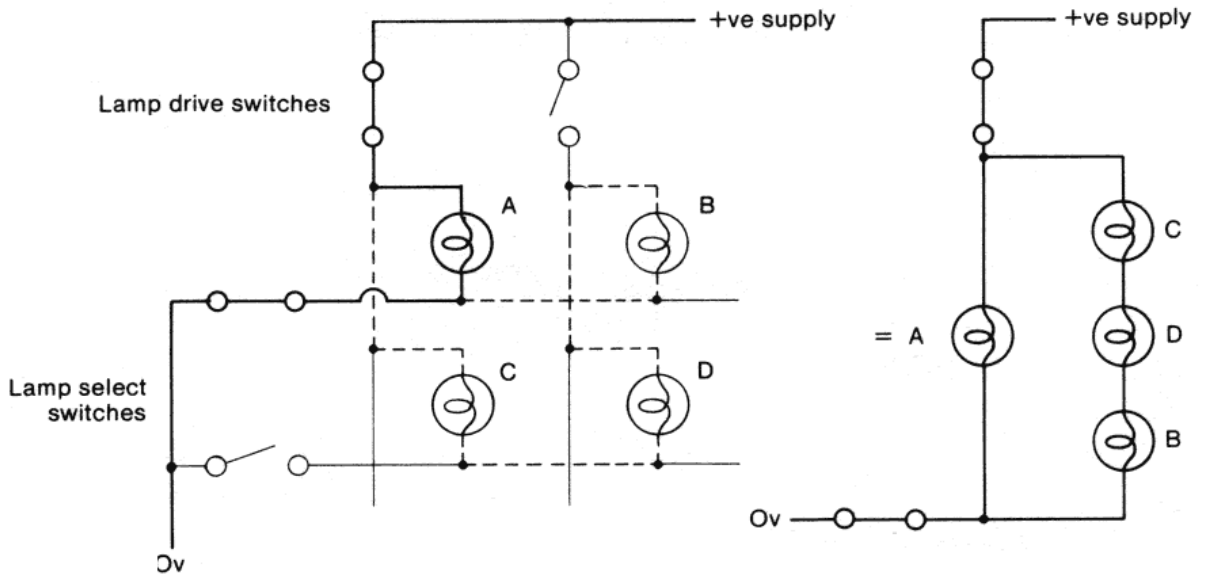 +ve supply
Lamp drive switches
A
B
C
D
Lamp select
switches
Ov
+ve supply
C
= A
D
B
Ov